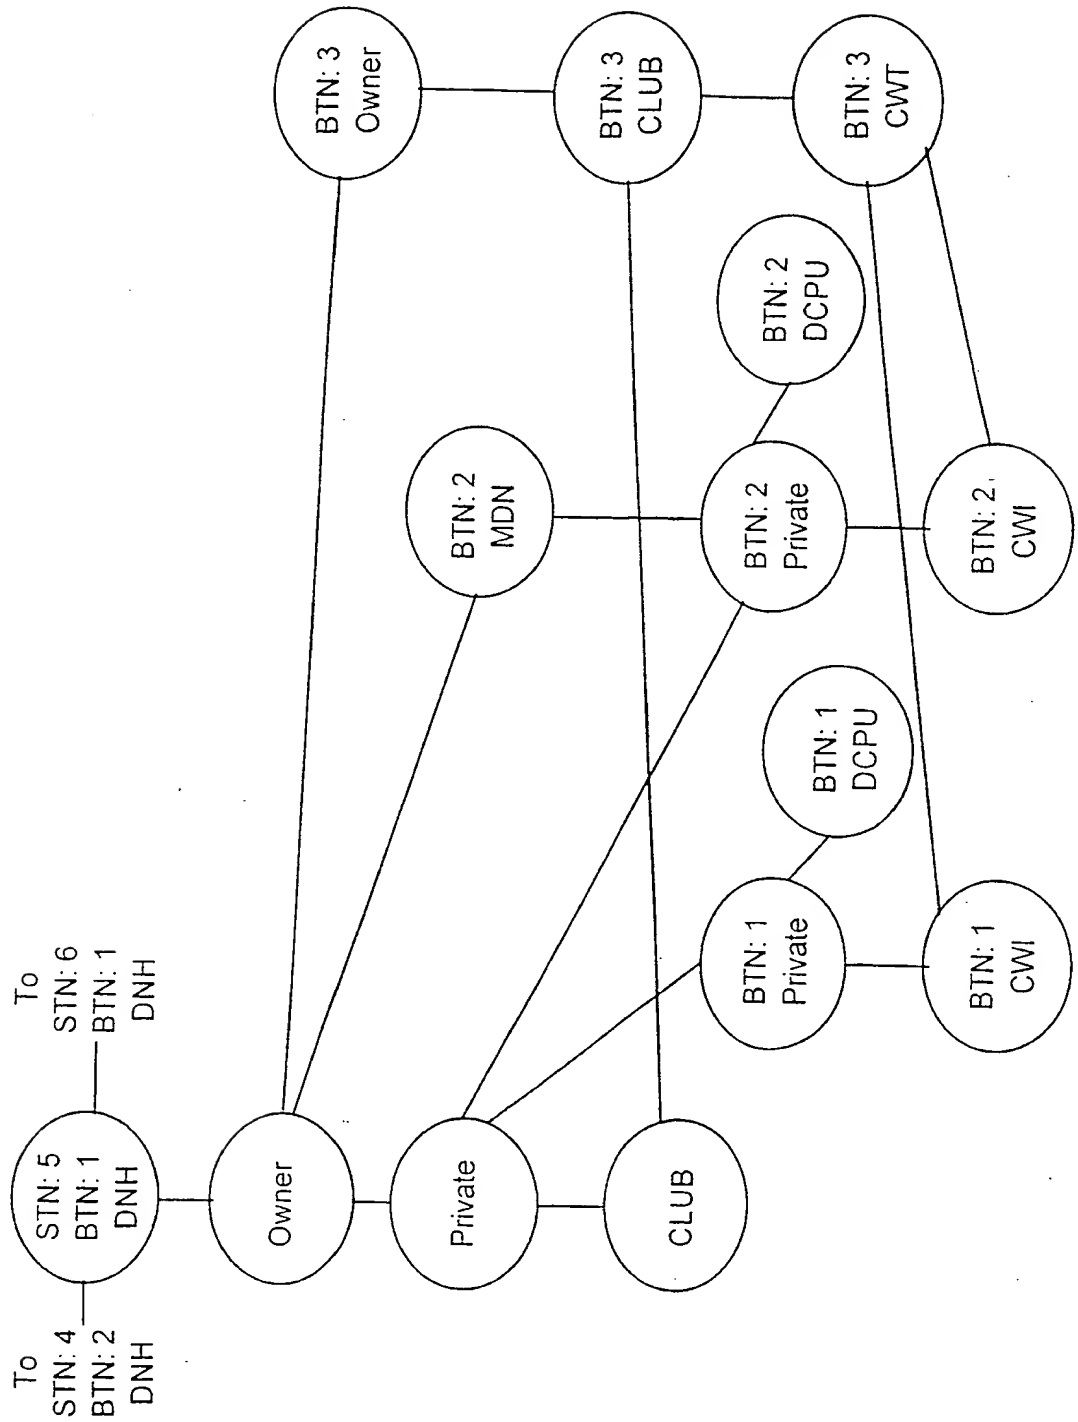 To
STN: 4
BTN: 2
DNH
STN: 5
BTN: 1
DNH
To
STN: 6
BTN: 1
DNH
Owner
BTN: 3
Owner
BTN: 2
MDN
Private
BTN: 3
CLUB
CLUB
BTN: 1
Private
BTN: 2
Private
BTN: 2
DCPU
BTN: 1
DCPU
BTN: 3
CWT
BTN: 1
CWI
BTN: 2
CWI